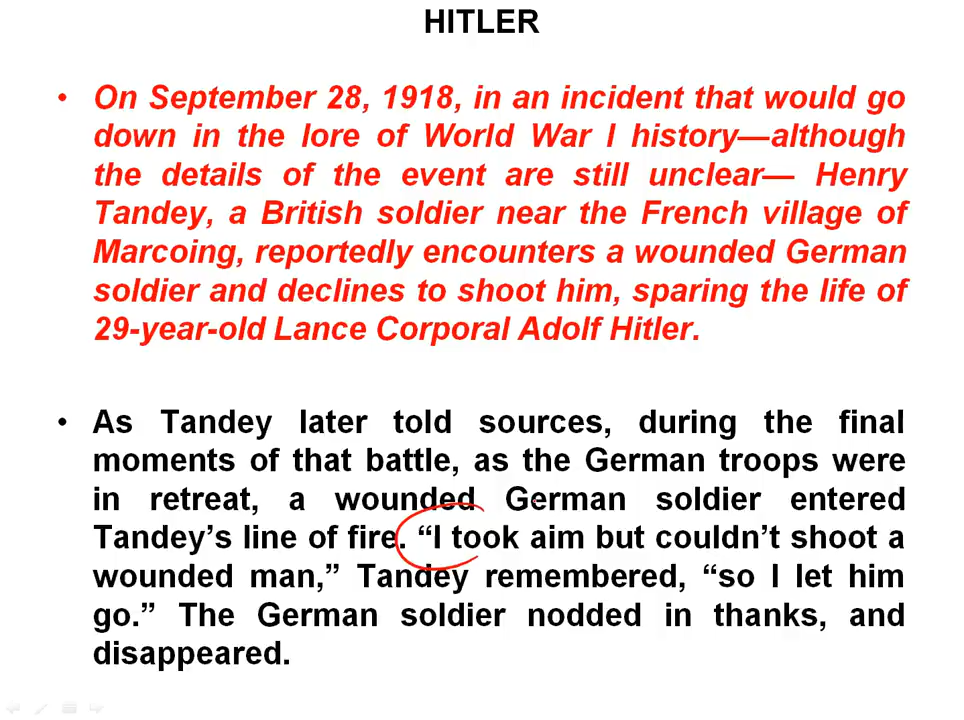 HITLER
• On September 28, 1918, in an incident that would go
down in the lore of World War I history—although
the details of the event are still unclear— Henry
Tandey, a British soldier near the French village of
Marcoing, reportedly encounters a wounded German
soldier and declines to shoot him, sparing the life of
29-year-old Lance Corporal Adolf Hitler.
• As Tandey later told sources, during the final
moments of that battle, as the German troops were
in retreat, a wounded German soldier entered
Tandey’s line of fire. “I took aim but couldn’t shoot a
wounded man,” Tandey remembered, “so I let him
go.” The German soldier nodded in thanks, and
disappeared.